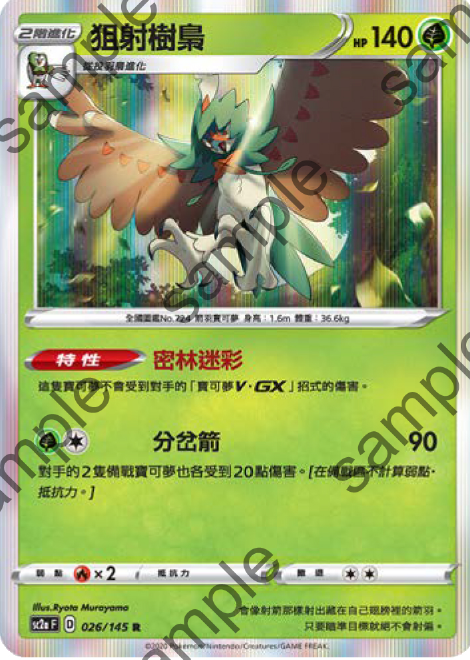 2階進化 狙射樹梟 HP 140
從投羽梟進化
全國圖鑑No.724 箭羽寶可夢 身高:1.6m 體重:36.6kg
特性 密林迷彩
這隻寶可夢不會受到對手的「寶可夢V・GX」招式的傷害。
分岔箭 90
對手的2隻備戰寶可夢也各受到20點傷害。[在備戰區不計算弱點・
抵抗力。]
弱點 ×2 抵抗力 撤退
Illus.Ryota Murayama
會像射箭那樣射出藏在自己翅膀裡的箭羽。
只要瞄準目標就絕不會射偏。
sc2a F D 026/145 R
©2020 Pokémon/Nintendo/Creatures/GAME FREAK.
sample
sample
sample
sample
sample
sample
sample
sample